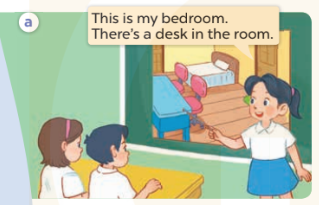 a
This is my bedroom.
There's a desk in the room.